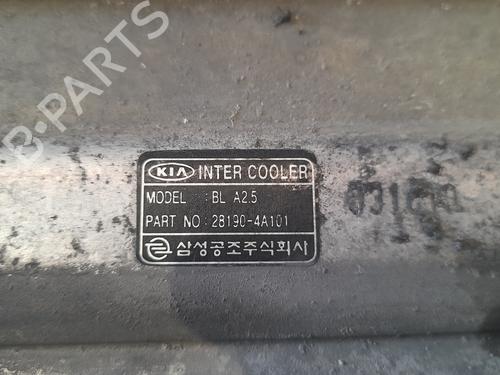 B-PARTS
KIA INTER COOLER
MODEL : BL A2.5
PART NO : 28190-4A101
삼성공조주식회사